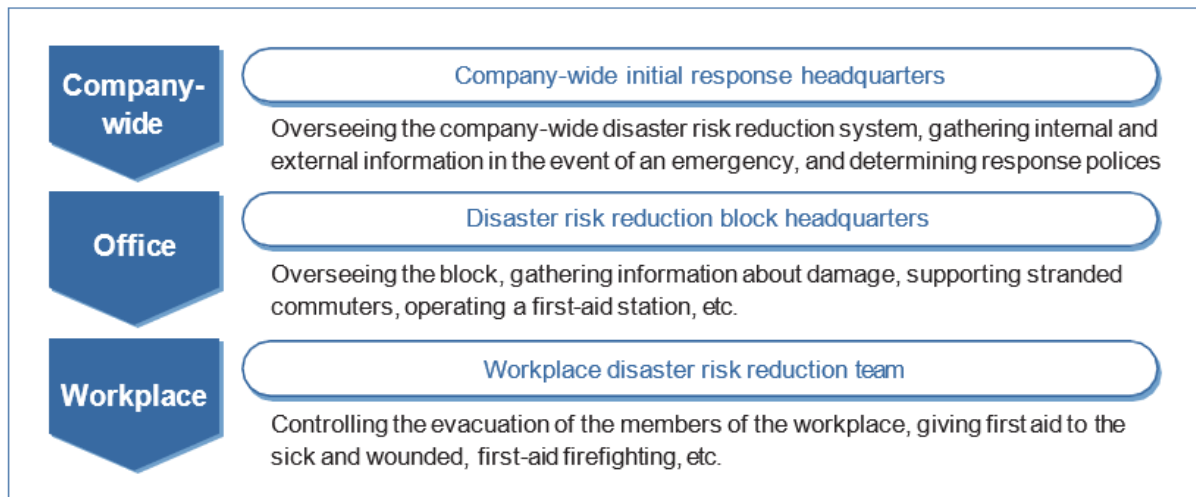 Company-
wide
Company-wide initial response headquarters
Overseeing the company-wide disaster risk reduction system, gathering internal and
external information in the event of an emergency, and determining response polices
Office
Disaster risk reduction block headquarters
Overseeing the block, gathering information about damage, supporting stranded
commuters, operating a first-aid station, etc.
Workplace
Workplace disaster risk reduction team
Controlling the evacuation of the members of the workplace, giving first aid to the
sick and wounded, first-aid firefighting, etc.